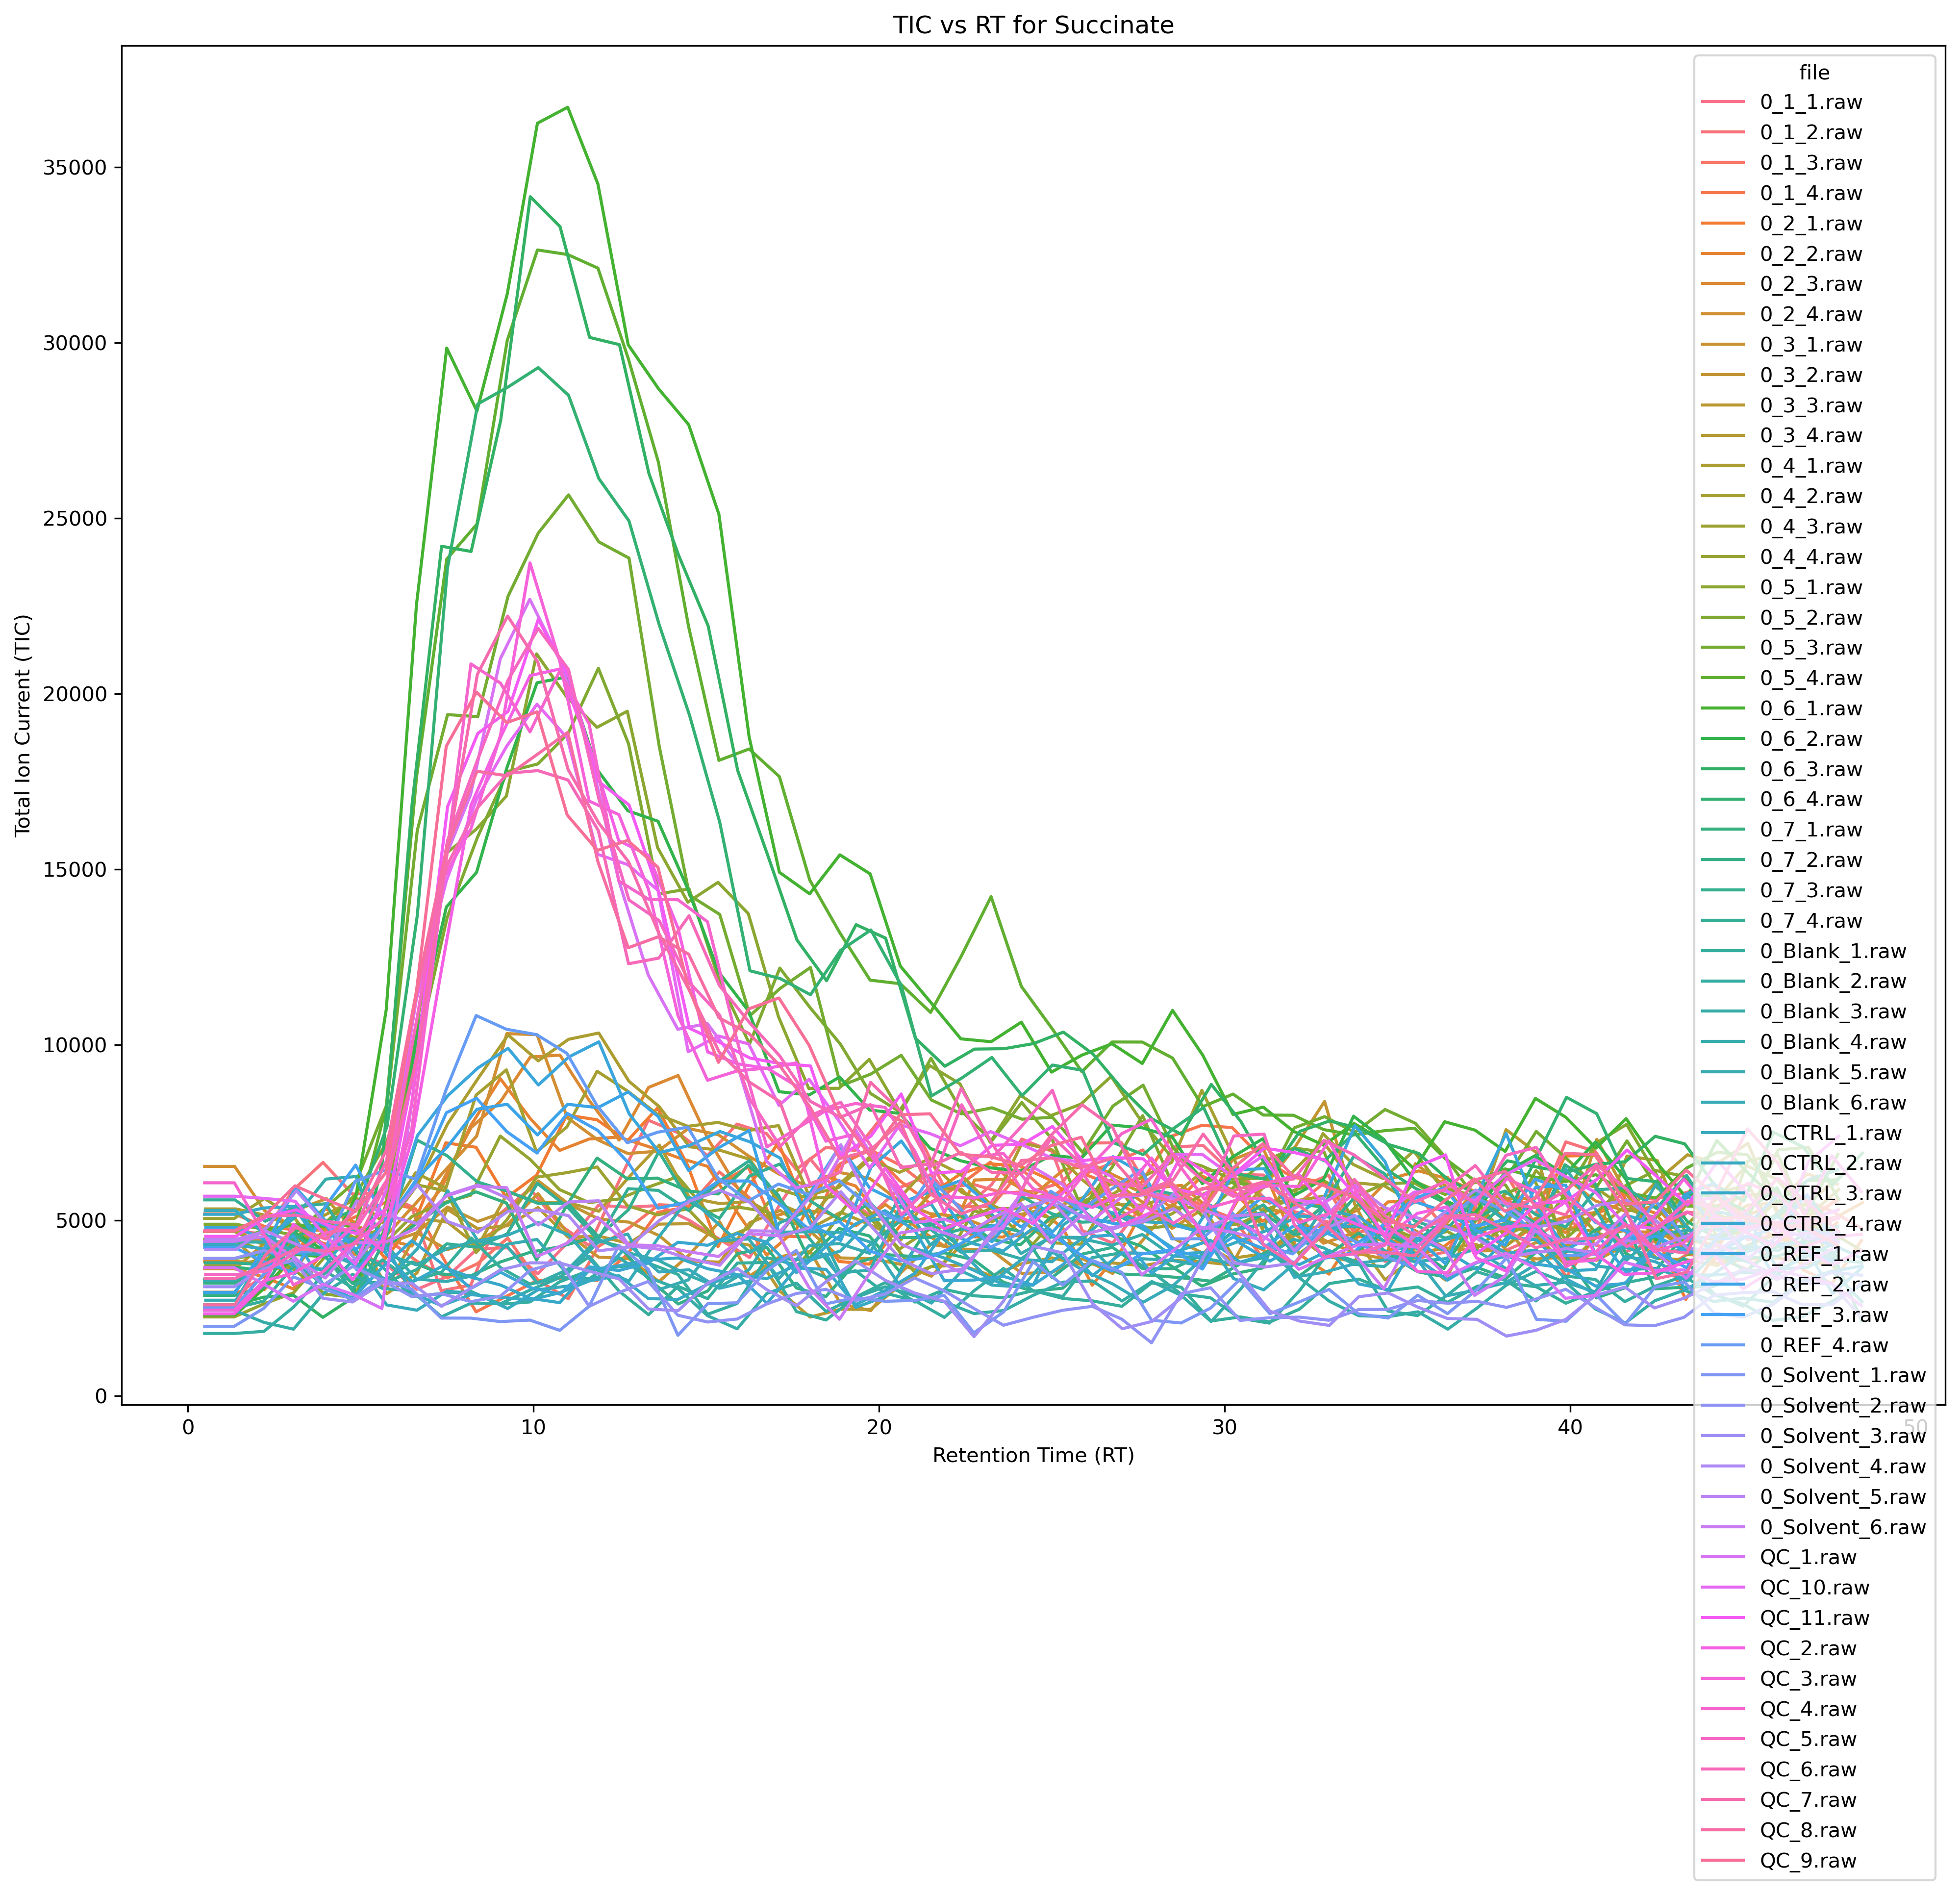 TIC vs RT for Succinate
Total Ion Current (TIC)
35000
30000
25000
20000
15000
10000
5000
0
0 10 20 30 40 50
Retention Time (RT)
file
0_1_1.raw
0_1_2.raw
0_1_3.raw
0_1_4.raw
0_2_1.raw
0_2_2.raw
0_2_3.raw
0_2_4.raw
0_3_1.raw
0_3_2.raw
0_3_3.raw
0_3_4.raw
0_4_1.raw
0_4_2.raw
0_4_3.raw
0_4_4.raw
0_5_1.raw
0_5_2.raw
0_5_3.raw
0_5_4.raw
0_6_1.raw
0_6_2.raw
0_6_3.raw
0_6_4.raw
0_7_1.raw
0_7_2.raw
0_7_3.raw
0_7_4.raw
0_Blank_1.raw
0_Blank_2.raw
0_Blank_3.raw
0_Blank_4.raw
0_Blank_5.raw
0_Blank_6.raw
0_CTRL_1.raw
0_CTRL_2.raw
0_CTRL_3.raw
0_CTRL_4.raw
0_REF_1.raw
0_REF_2.raw
0_REF_3.raw
0_REF_4.raw
0_Solvent_1.raw
0_Solvent_2.raw
0_Solvent_3.raw
0_Solvent_4.raw
0_Solvent_5.raw
0_Solvent_6.raw
QC_1.raw
QC_10.raw
QC_11.raw
QC_2.raw
QC_3.raw
QC_4.raw
QC_5.raw
QC_6.raw
QC_7.raw
QC_8.raw
QC_9.raw